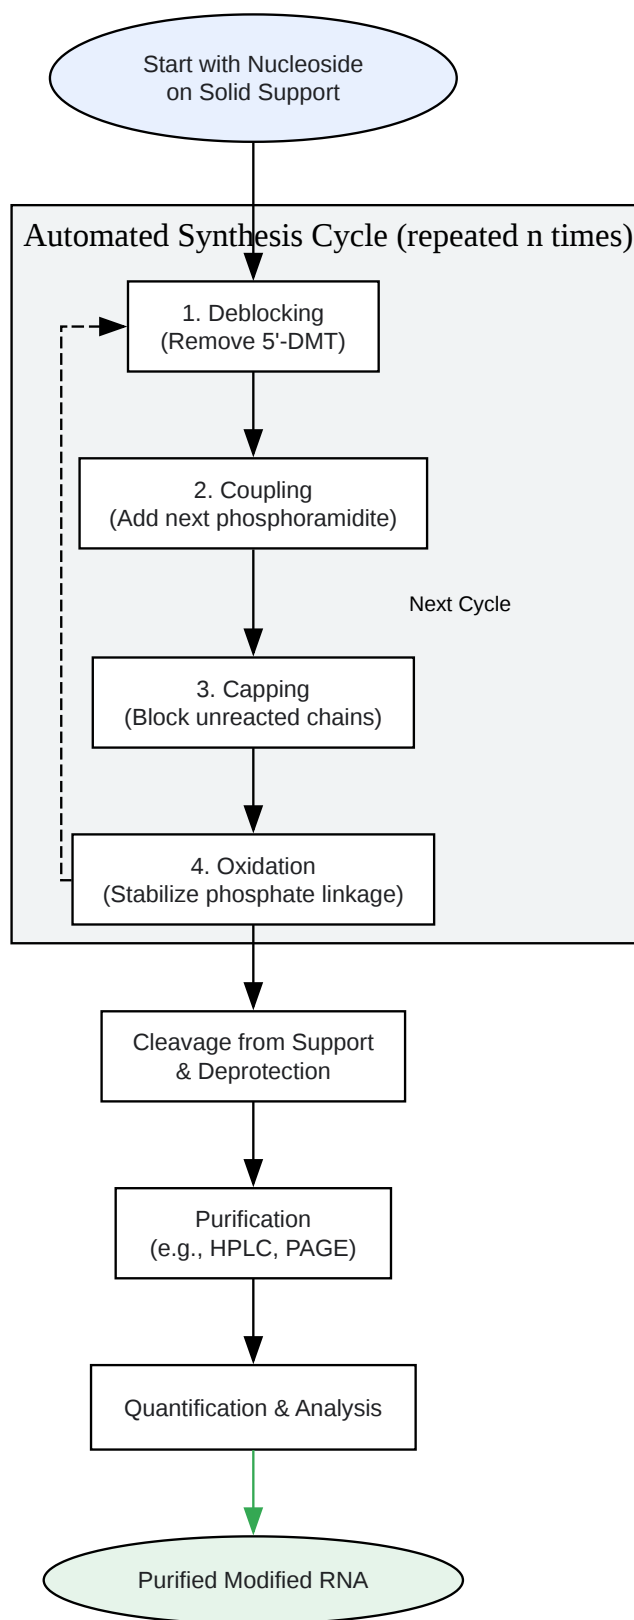 Start with Nucleoside
on Solid Support
Automated Synthesis Cycle (repeated n times)
1. Deblocking
(Remove 5'-DMT)
2. Coupling
(Add next phosphoramidite)
Next Cycle
3. Capping
(Block unreacted chains)
4. Oxidation
(Stabilize phosphate linkage)
Cleavage from Support
& Deprotection
Purification
(e.g., HPLC, PAGE)
Quantification & Analysis
Purified Modified RNA